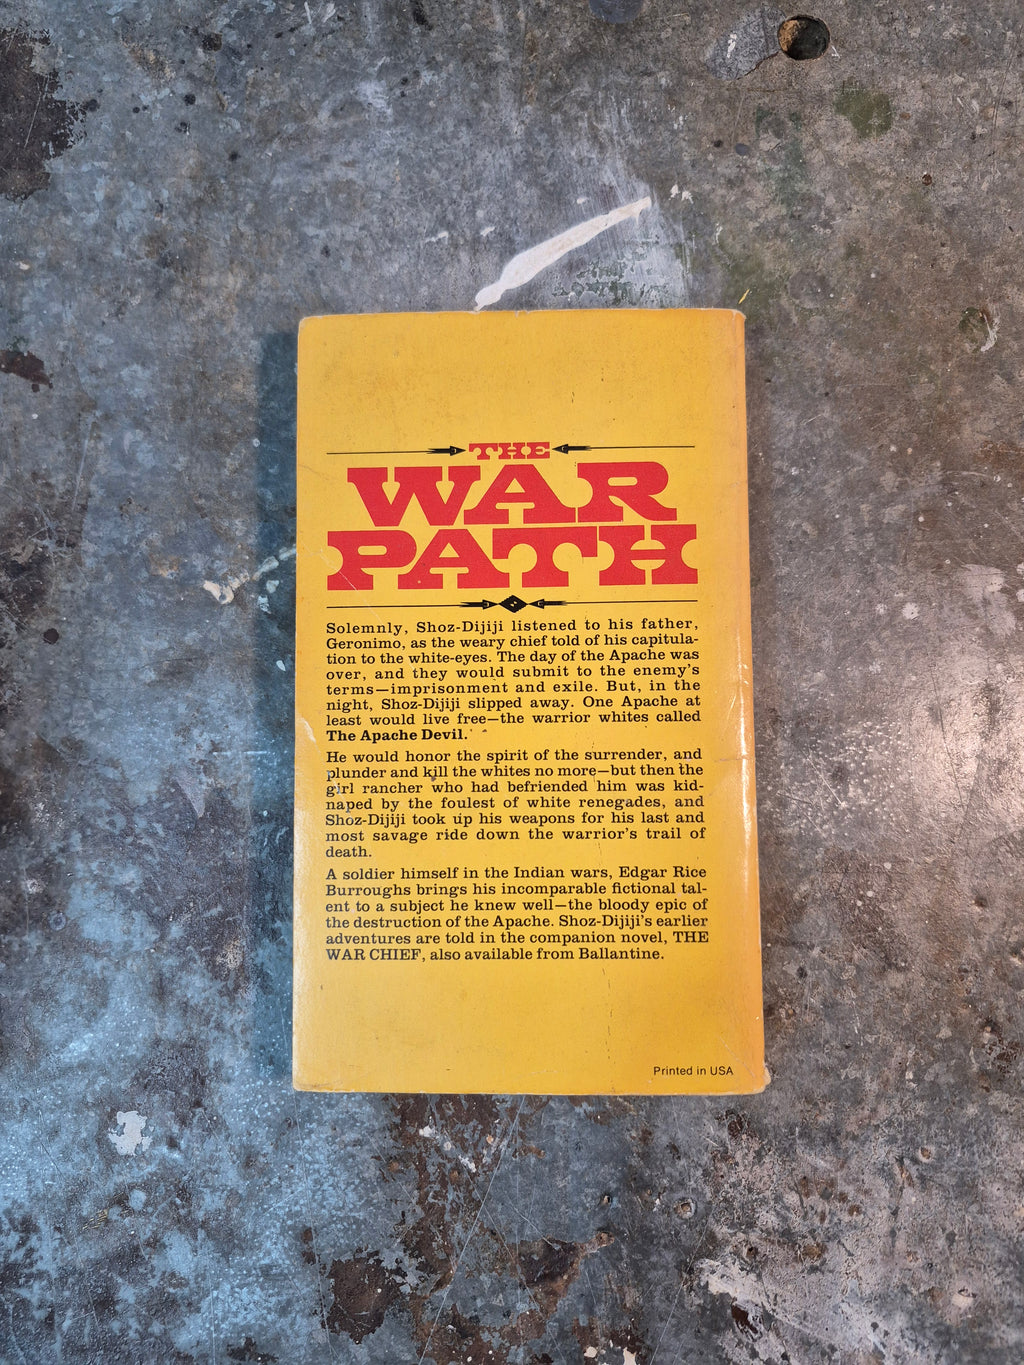 THE
WAR
PATH
Solemnly, Shoz-Dijiji listened to his father,
Geronimo, as the weary chief told of his capitula-
tion to the white-eyes. The day of the Apache was
over, and they would submit to the enemy's
terms—imprisonment and exile. But, in the
night, Shoz-Dijiji slipped away. One Apache at
least would live free—the warrior whites called
The Apache Devil.
He would honor the spirit of the surrender, and
plunder and kill the whites no more—but then the
girl rancher who had befriended him was kid-
naped by the foulest of white renegades, and
Shoz-Dijiji took up his weapons for his last and
most savage ride down the warrior's trail of
death.
A soldier himself in the Indian wars, Edgar Rice
Burroughs brings his incomparable fictional tal-
ent to a subject he knew well—the bloody epic of
the destruction of the Apache. Shoz-Dijiji's earlier
adventures are told in the companion novel, THE
WAR CHIEF, also available from Ballantine.
Printed in USA